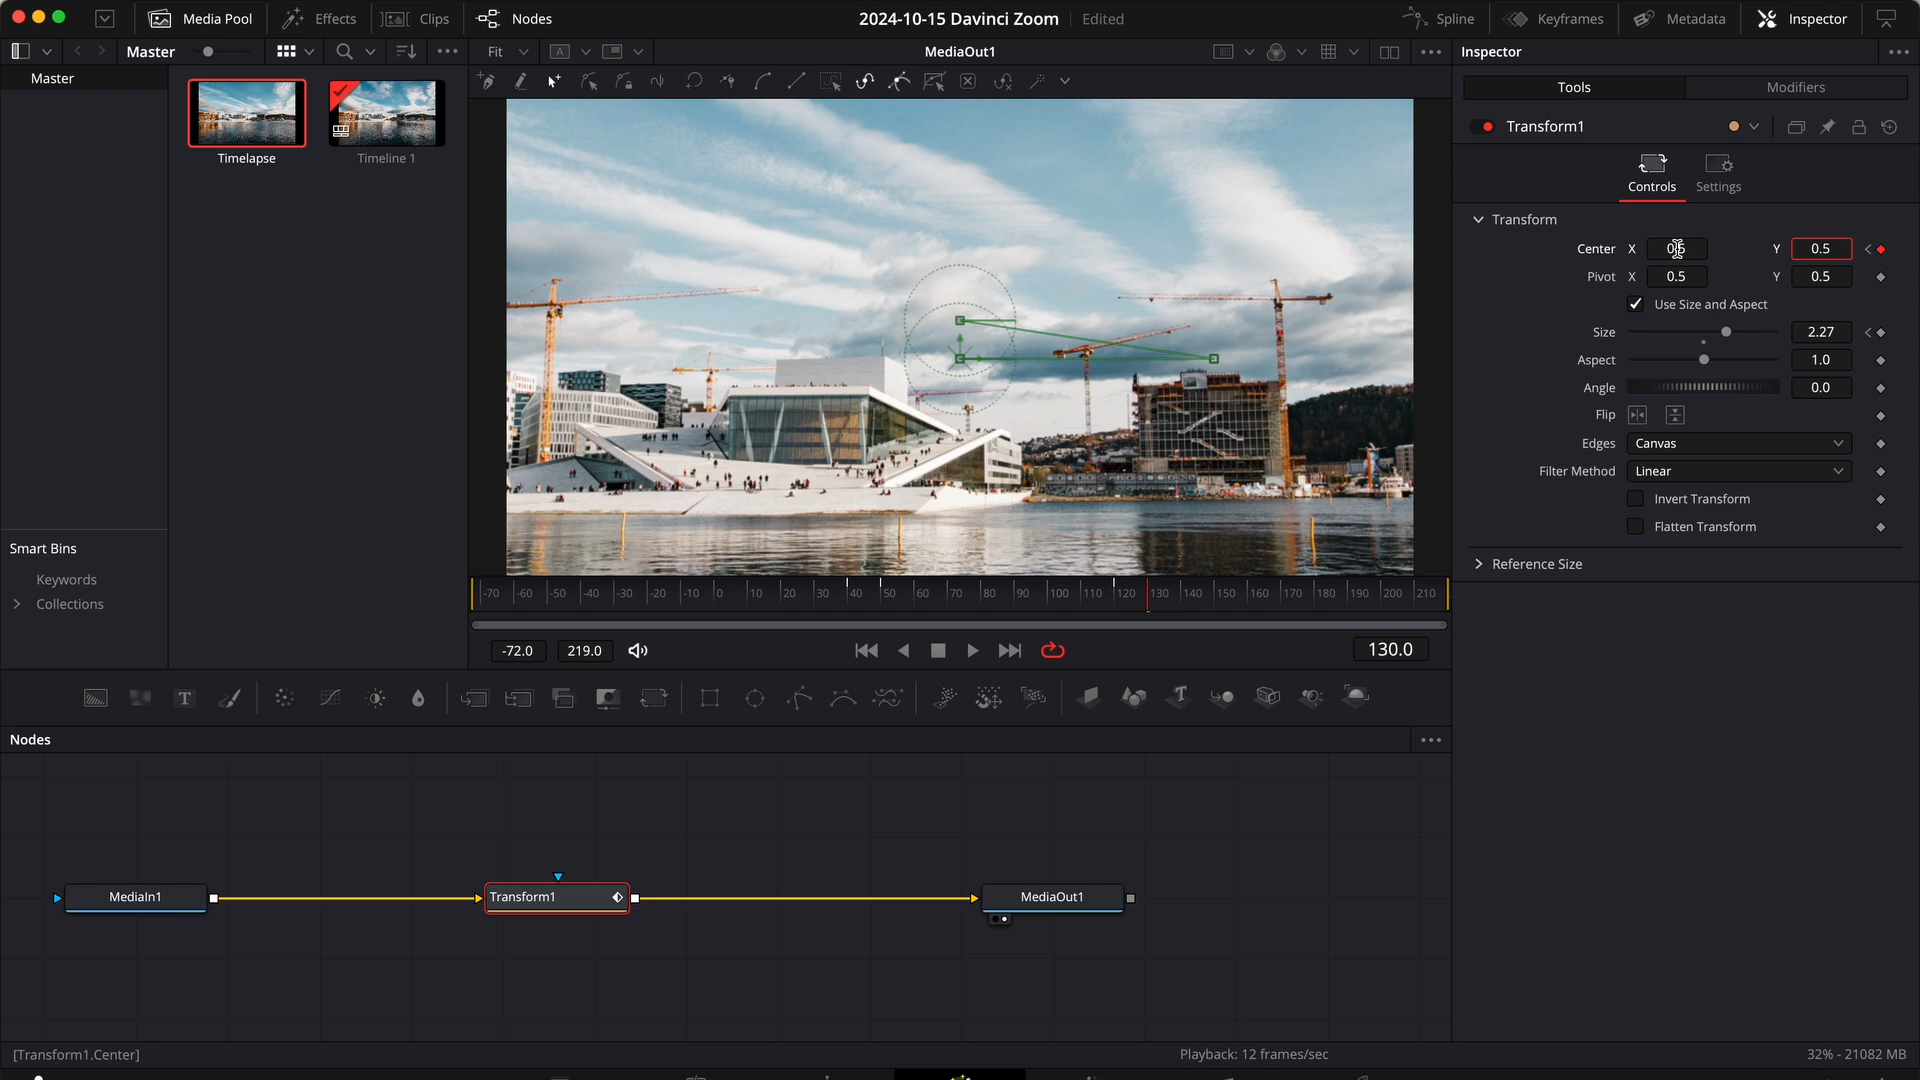 Media Pool
Effects
Clips
Nodes
2024-10-15 Davinci Zoom
Edited
Spline
Keyframes
Metadata
Inspector
Master
Fit
A
MediaOut1
Inspector
Master
Timelapse
Timeline 1
Smart Bins
Keywords
Collections
Tools
Modifiers
Transform1
Controls
Settings
Transform
Center X 0.5 Y 0.5
Pivot X 0.5 Y 0.5
Use Size and Aspect
Size 2.27
Aspect 1.0
Angle 0.0
Flip
Edges Canvas
Filter Method Linear
Invert Transform
Flatten Transform
Reference Size
-70 -60 -50 -40 -30 -20 -10 0 10 20 30 40 50 60 70 80 90 100 110 120 130 140 150 160 170 180 190 200 210
-72.0 219.0 130.0
T
Nodes
MediaIn1
Transform1
MediaOut1
[Transform1.Center]
Playback: 12 frames/sec
32% - 21082 MB